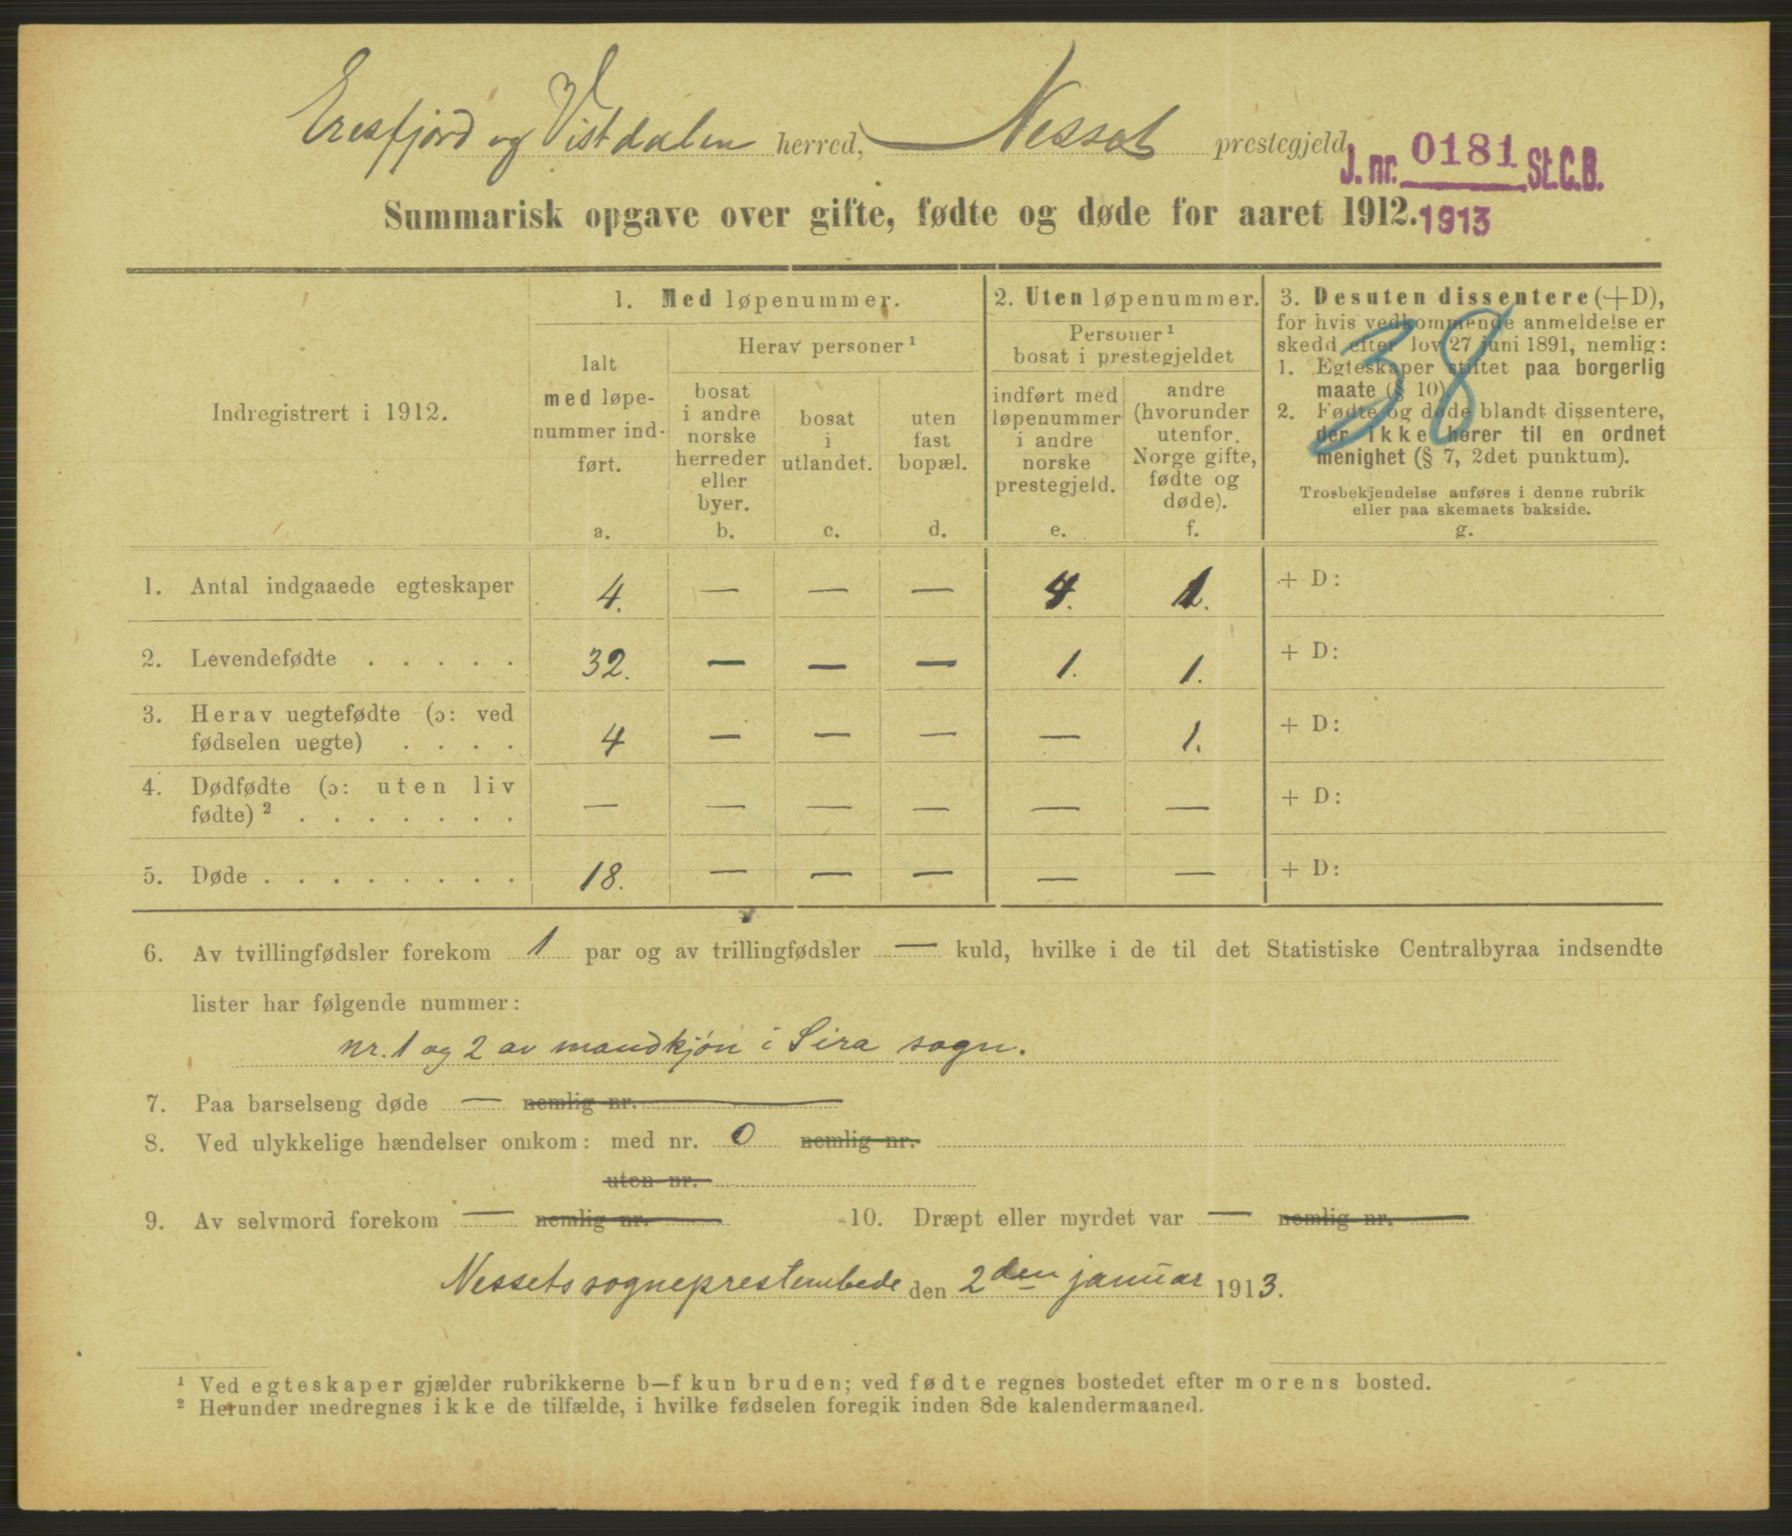 Eresfjord og Vistdalen herred, Nesset prestegjeld.
J. nr. 0181 St.C.B.
Summarisk opgave over gifte, fødte og døde for aaret 1912.
1913
Indregistrert i 1912.
1. Med løpenummer.
Ialt
med løpe-
nummer ind-
ført.
a.
Herav personer ¹
bosat
i andre
norske
herreder
eller
byer.
b.
bosat
i
utlandet.
c.
uten
fast
bopæl.
d.
2. Uten løpenummer.
Personer ¹
bosat i prestegjeldet
indført med
løpenummer
i andre
norske
prestegjeld.
e.
andre
(hvorunder
utenfor
Norge gifte,
fødte og
døde).
f.
3. Desuten dissentere (+D),
for hvis vedkommende anmeldelse er
skedd efter lov 27 juni 1891, nemlig:
1. Egteskaper stiftet paa borgerlig
maate (§ 10)
2. Fødte og døde blandt dissentere,
der ikke hører til en ordnet
menighet (§ 7, 2det punktum).
Trosbekjendelse anføres i denne rubrik
eller paa skemaets bakside.
g.
38
1. Antal indgaaede egteskaper 4. — — — 4. 1. + D:
2. Levendefødte . . . . . 32. — — — 1. 1. + D:
3. Herav uegtefødte (ɔ: ved
fødselen uegte) . . . . 4 — — — — 1. + D:
4. Dødfødte (ɔ: uten liv
fødte) ² . . . . . . . — — — — — — + D:
5. Døde . . . . . . . . 18. — — — — — + D:
6. Av tvillingfødsler forekom 1 par og av trillingfødsler — kuld, hvilke i de til det Statistiske Centralbyraa indsendte
lister har følgende nummer:
nr. 1 og 2 av mandkjøn i Sira sogn.
7. Paa barselseng døde — nemlig nr.
8. Ved ulykkelige hændelser omkom: med nr. 0 nemlig nr.
uten nr.
9. Av selvmord forekom — nemlig nr. 10. Dræpt eller myrdet var — nemlig nr.
Nessets sogneprestembede den 2den januar 1913.
¹ Ved egteskaper gjælder rubrikkerne b—f kun bruden; ved fødte regnes bostedet efter morens bosted.
² Herunder medregnes ikke de tilfælde, i hvilke fødselen foregik inden 8de kalendermaaned.